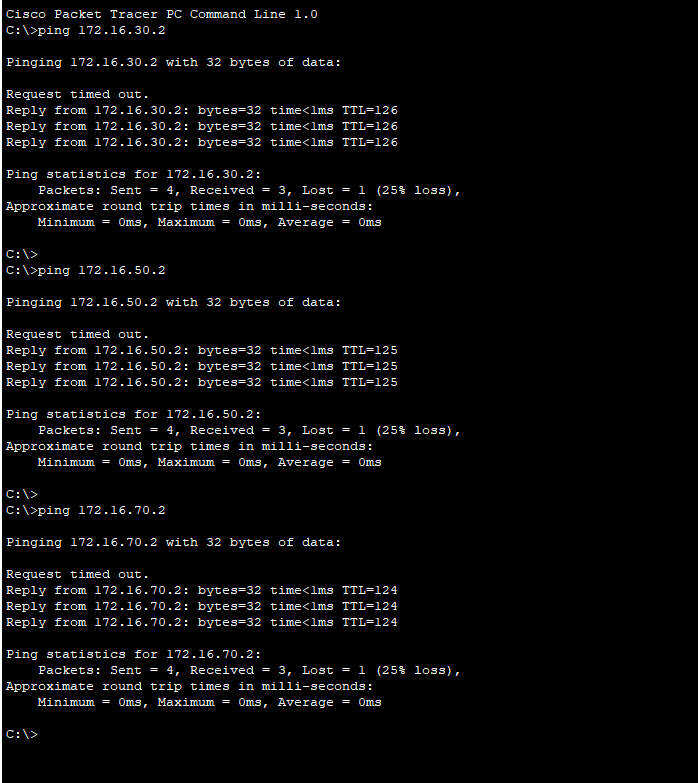 Cisco Packet Tracer PC Command Line 1.0
C:\>ping 172.16.30.2
Pinging 172.16.30.2 with 32 bytes of data:
Request timed out.
Reply from 172.16.30.2: bytes=32 time<1ms TTL=126
Reply from 172.16.30.2: bytes=32 time<1ms TTL=126
Reply from 172.16.30.2: bytes=32 time<1ms TTL=126
Ping statistics for 172.16.30.2:
    Packets: Sent = 4, Received = 3, Lost = 1 (25% loss),
Approximate round trip times in milli-seconds:
    Minimum = 0ms, Maximum = 0ms, Average = 0ms
C:\>
C:\>ping 172.16.50.2
Pinging 172.16.50.2 with 32 bytes of data:
Request timed out.
Reply from 172.16.50.2: bytes=32 time<1ms TTL=125
Reply from 172.16.50.2: bytes=32 time<1ms TTL=125
Reply from 172.16.50.2: bytes=32 time<1ms TTL=125
Ping statistics for 172.16.50.2:
    Packets: Sent = 4, Received = 3, Lost = 1 (25% loss),
Approximate round trip times in milli-seconds:
    Minimum = 0ms, Maximum = 0ms, Average = 0ms
C:\>
C:\>ping 172.16.70.2
Pinging 172.16.70.2 with 32 bytes of data:
Request timed out.
Reply from 172.16.70.2: bytes=32 time<1ms TTL=124
Reply from 172.16.70.2: bytes=32 time<1ms TTL=124
Reply from 172.16.70.2: bytes=32 time<1ms TTL=124
Ping statistics for 172.16.70.2:
    Packets: Sent = 4, Received = 3, Lost = 1 (25% loss),
Approximate round trip times in milli-seconds:
    Minimum = 0ms, Maximum = 0ms, Average = 0ms
C:\>